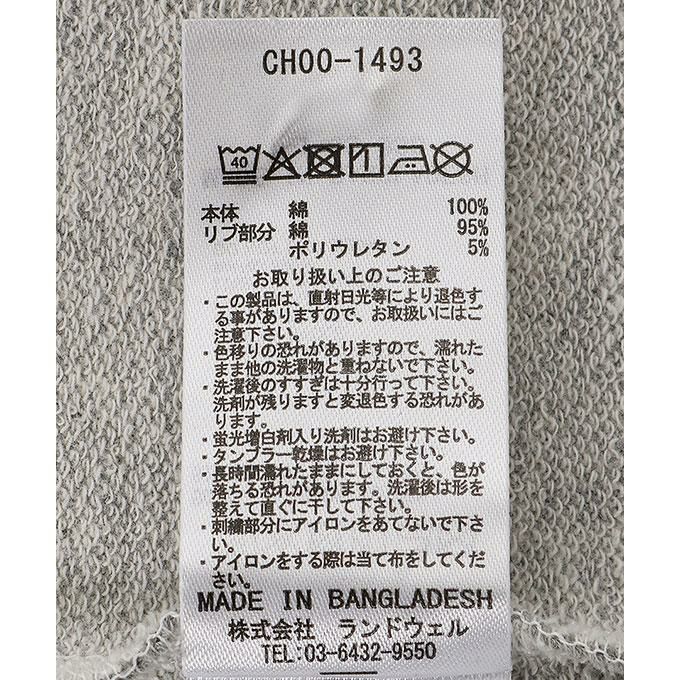 CH00-1493
40
本体 綿 100%
リブ部分 綿 95%
ポリウレタン 5%
お取り扱い上のご注意
・この製品は、直射日光等により退色す
る事がありますので、お取扱いにはご
注意下さい。
・色移りの恐れがありますので、濡れた
まま他の洗濯物と重ねないで下さい。
・洗濯後のすすぎは十分行って下さい。
洗剤が残りますと変退色する恐れがあ
ります。
・蛍光増白剤入り洗剤はお避け下さい。
・タンブラー乾燥はお避け下さい。
・長時間濡れたままにしておくと、色が
落ちる恐れがあります。洗濯後は形を
整えて直ぐに干して下さい。
・刺繍部分にアイロンをあてないで下さ
い。
・アイロンをする際は当て布をしてくだ
さい。
MADE IN BANGLADESH
株式会社 ランドウェル
TEL:03-6432-9550